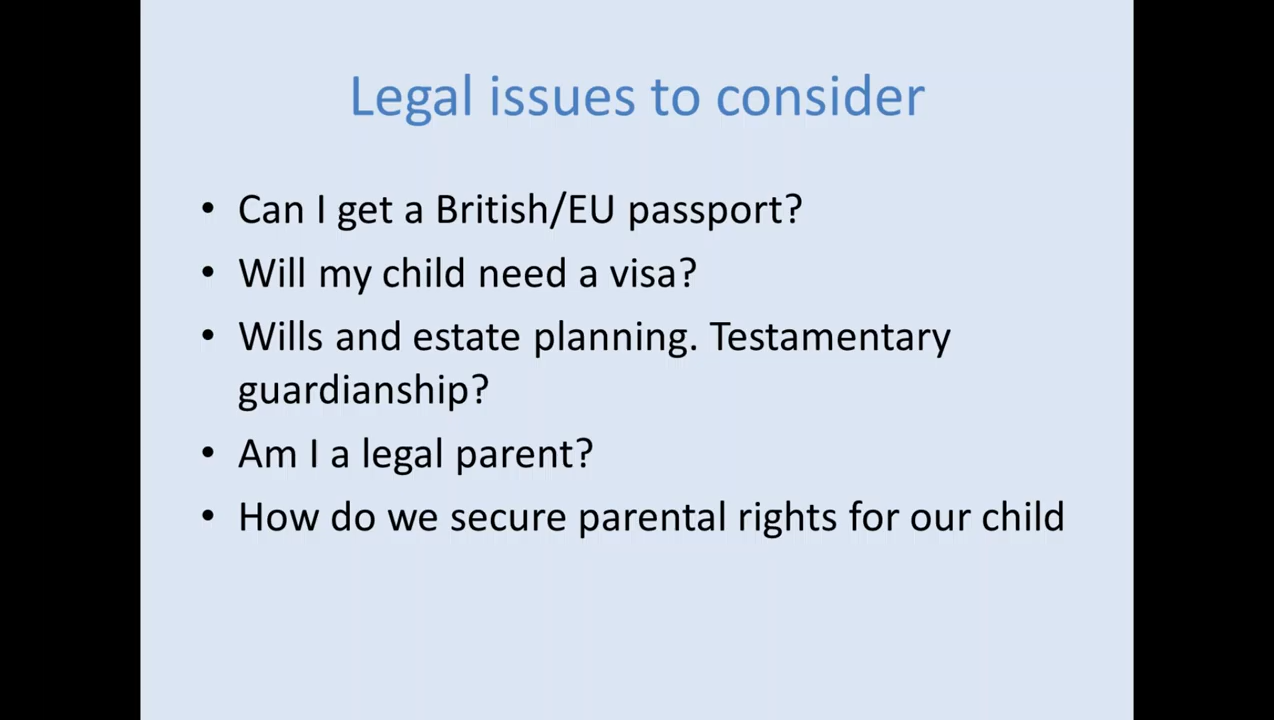 Legal issues to consider
• Can I get a British/EU passport?
• Will my child need a visa?
• Wills and estate planning. Testamentary
guardianship?
• Am I a legal parent?
• How do we secure parental rights for our child